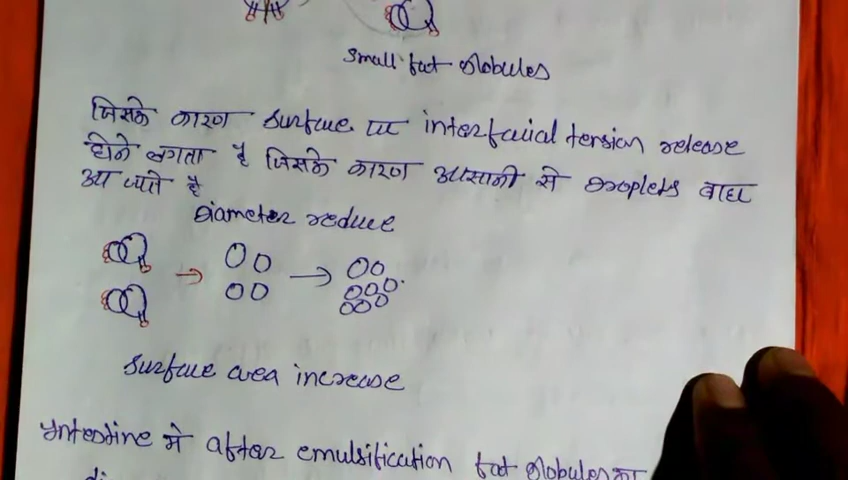 Small fat globules
जिसके कारण surface या interfacial tension release
होने लगता है जिसके कारण आसानी से Droplets बाहर
आ जाते है
Diameter reduce
Surface area increase
Intestine मे after emulsification fat globules का